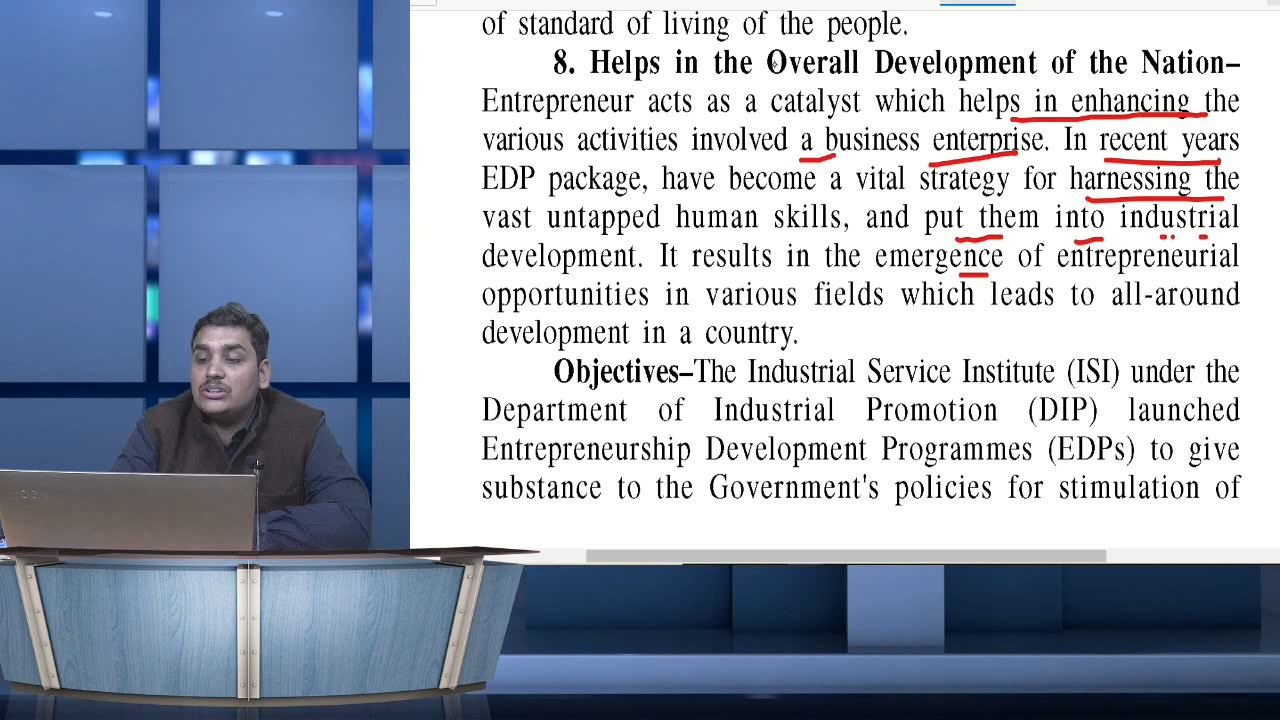 of standard of living of the people.
8. Helps in the Overall Development of the Nation–
Entrepreneur acts as a catalyst which helps in enhancing the
various activities involved a business enterprise. In recent years
EDP package, have become a vital strategy for harnessing the
vast untapped human skills, and put them into industrial
development. It results in the emergence of entrepreneurial
opportunities in various fields which leads to all-around
development in a country.
Objectives–The Industrial Service Institute (ISI) under the
Department of Industrial Promotion (DIP) launched
Entrepreneurship Development Programmes (EDPs) to give
substance to the Government's policies for stimulation of